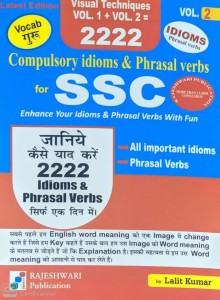 Latest Edition
Visual Techniques
VOL. 1 + VOL. 2 =
VOL. 2
Vocab
गुरू
2222
IDIOMS
Phrasal verbs
Compulsory idioms & Phrasal verbs
for SSC
Enhance Your Idioms & Phrasal Verbs With Fun
जानिये
कैसे याद करें
2222
Idioms &
Phrasal Verbs
सिर्फ एक दिन में।
- All important idioms
- Phrasal Verbs
RAJESHWARI
Publication
by Lalit Kumar